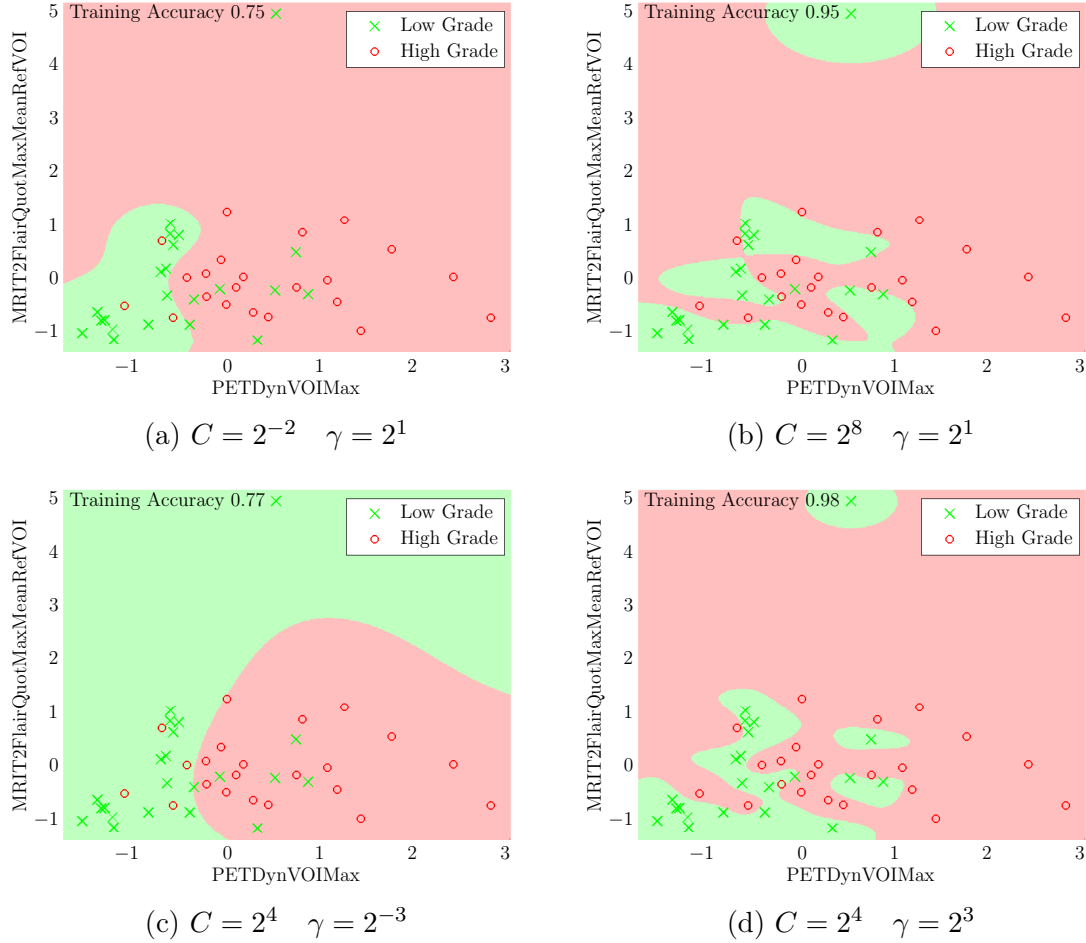 Training Accuracy 0.75
Low Grade
High Grade
MRIT2FlairQuotMaxMeanRefVOI
5
4
3
2
1
0
−1
−1 0 1 2 3
PETDynVOIMax
(a) C = 2^{−2} γ = 2^{1}
Training Accuracy 0.95
Low Grade
High Grade
MRIT2FlairQuotMaxMeanRefVOI
5
4
3
2
1
0
−1
−1 0 1 2 3
PETDynVOIMax
(b) C = 2^{8} γ = 2^{1}
Training Accuracy 0.77
Low Grade
High Grade
MRIT2FlairQuotMaxMeanRefVOI
5
4
3
2
1
0
−1
−1 0 1 2 3
PETDynVOIMax
(c) C = 2^{4} γ = 2^{−3}
Training Accuracy 0.98
Low Grade
High Grade
MRIT2FlairQuotMaxMeanRefVOI
5
4
3
2
1
0
−1
−1 0 1 2 3
PETDynVOIMax
(d) C = 2^{4} γ = 2^{3}